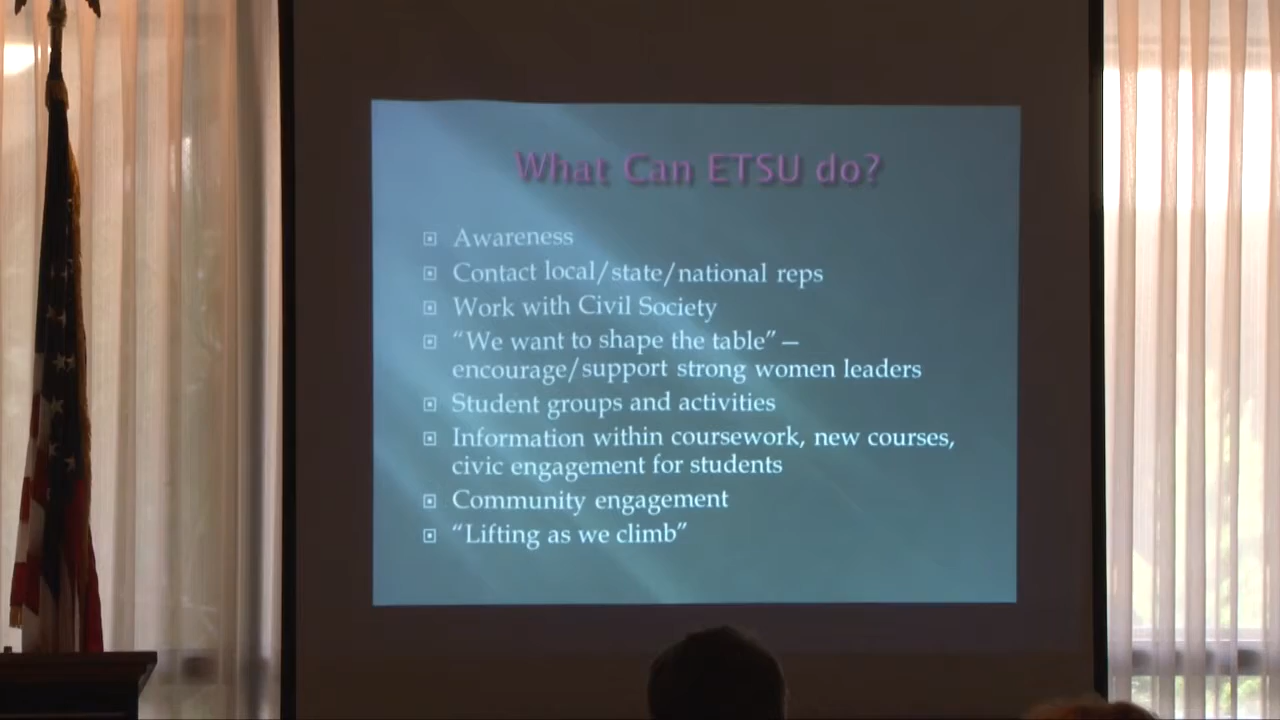 What Can ETSU do?
Awareness
Contact local/state/national reps
Work with Civil Society
“We want to shape the table” –
encourage/support strong women leaders
Student groups and activities
Information within coursework, new courses,
civic engagement for students
Community engagement
“Lifting as we climb”